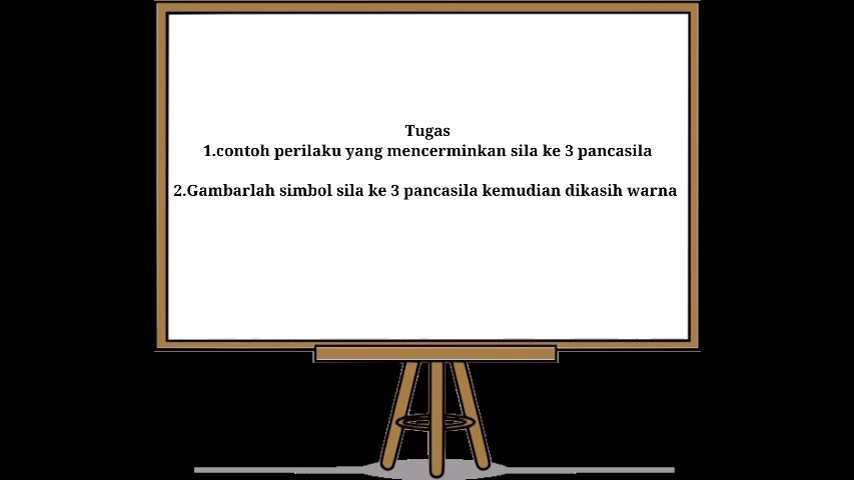 Tugas
1.contoh perilaku yang mencerminkan sila ke 3 pancasila
2.Gambarlah simbol sila ke 3 pancasila kemudian dikasih warna